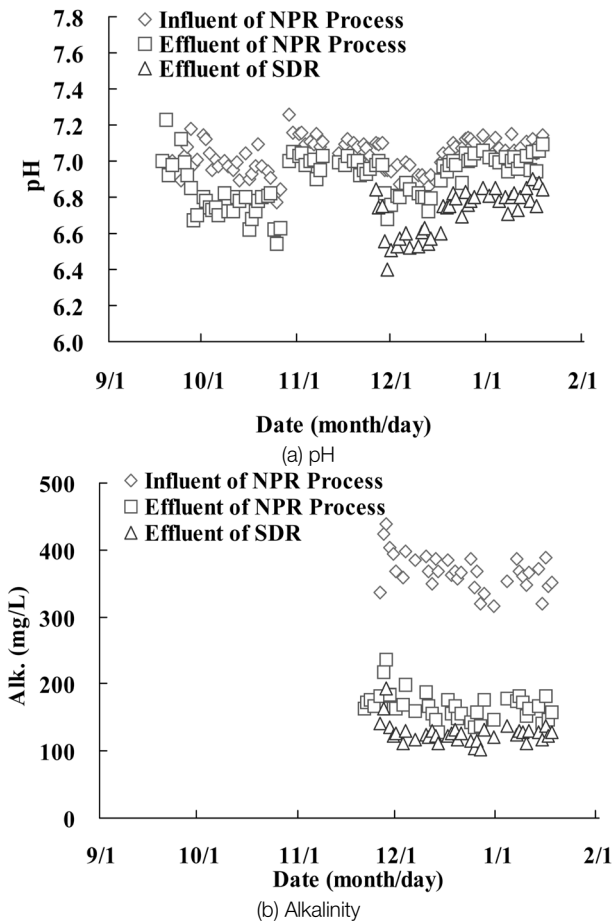 7.8
Influent of NPR Process
7.6
Effluent of NPR Process
7.4
Effluent of SDR
7.2
7.0
6.8
6.6
6.4
6.2
6.0
pH
9/1 10/1 11/1 12/1 1/1 2/1
Date (month/day)
(a) pH
500
Influent of NPR Process
Effluent of NPR Process
Effluent of SDR
400
300
200
100
0
Alk. (mg/L)
9/1 10/1 11/1 12/1 1/1 2/1
Date (month/day)
(b) Alkalinity